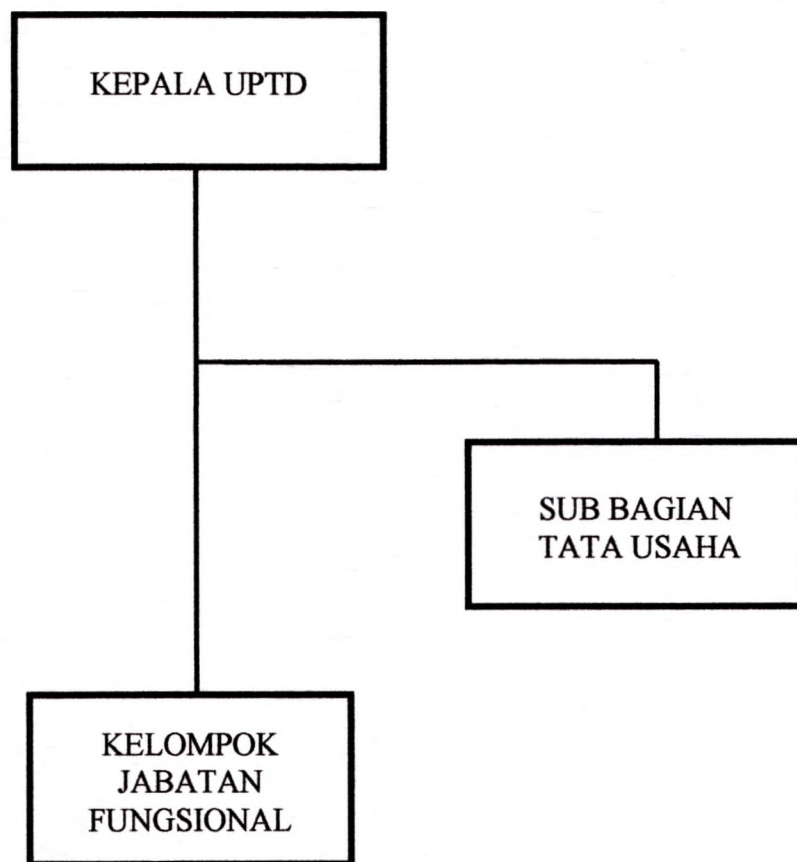 KEPALA UPTD
SUB BAGIAN
TATA USAHA
KELOMPOK
JABATAN
FUNGSIONAL